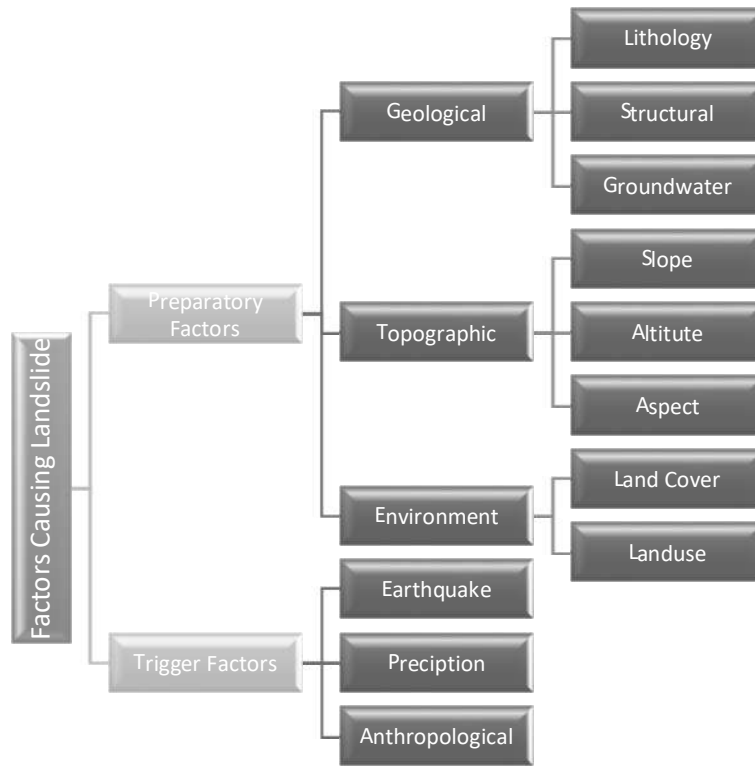 Factors Causing Landslide
Preparatory
Factors
Geological
Lithology
Structural
Groundwater
Topographic
Slope
Altitute
Aspect
Environment
Land Cover
Landuse
Trigger Factors
Earthquake
Preciption
Anthropological